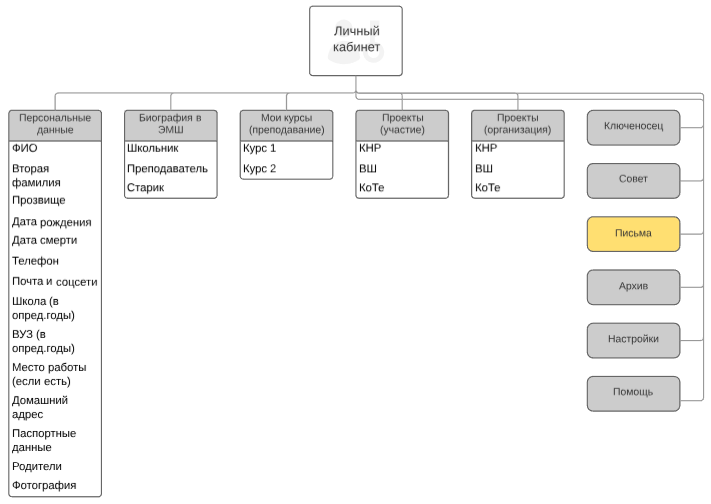 Личный
кабинет
Персональные
данные
ФИО
Вторая
фамилия
Прозвище
Дата рождения
Дата смерти
Телефон
Почта и соцсети
Школа (в
опред.годы)
ВУЗ (в
опред.годы)
Место работы
(если есть)
Домашний
адрес
Паспортные
данные
Родители
Фотография
Биография в
ЭМШ
Школьник
Преподаватель
Старик
Мои курсы
(преподавание)
Курс 1
Курс 2
Проекты
(участие)
КНР
ВШ
КоТе
Проекты
(организация)
КНР
ВШ
КоТе
Ключеносец
Совет
Письма
Архив
Настройки
Помощь